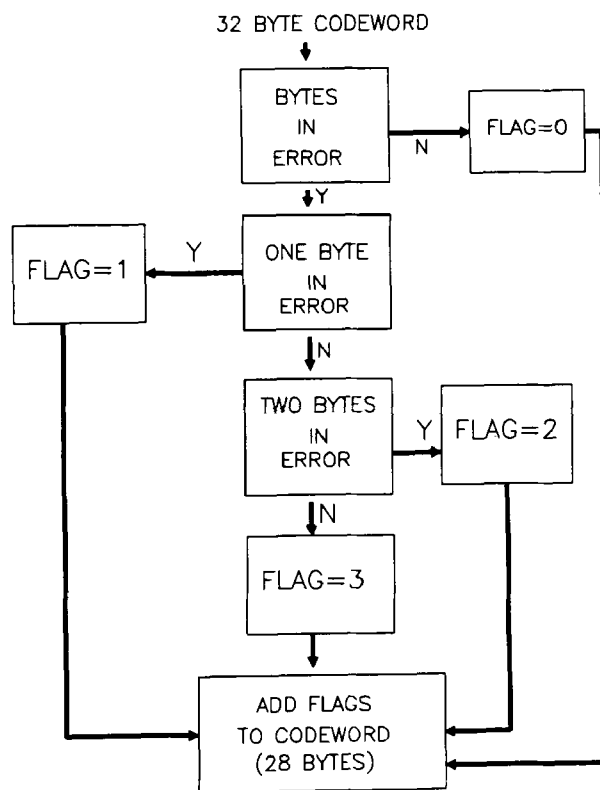 32 BYTE CODEWORD
BYTES
IN
ERROR
N
FLAG=0
Y
ONE BYTE
IN
ERROR
Y
FLAG=1
N
TWO BYTES
IN
ERROR
Y
FLAG=2
N
FLAG=3
ADD FLAGS
TO CODEWORD
(28 BYTES)